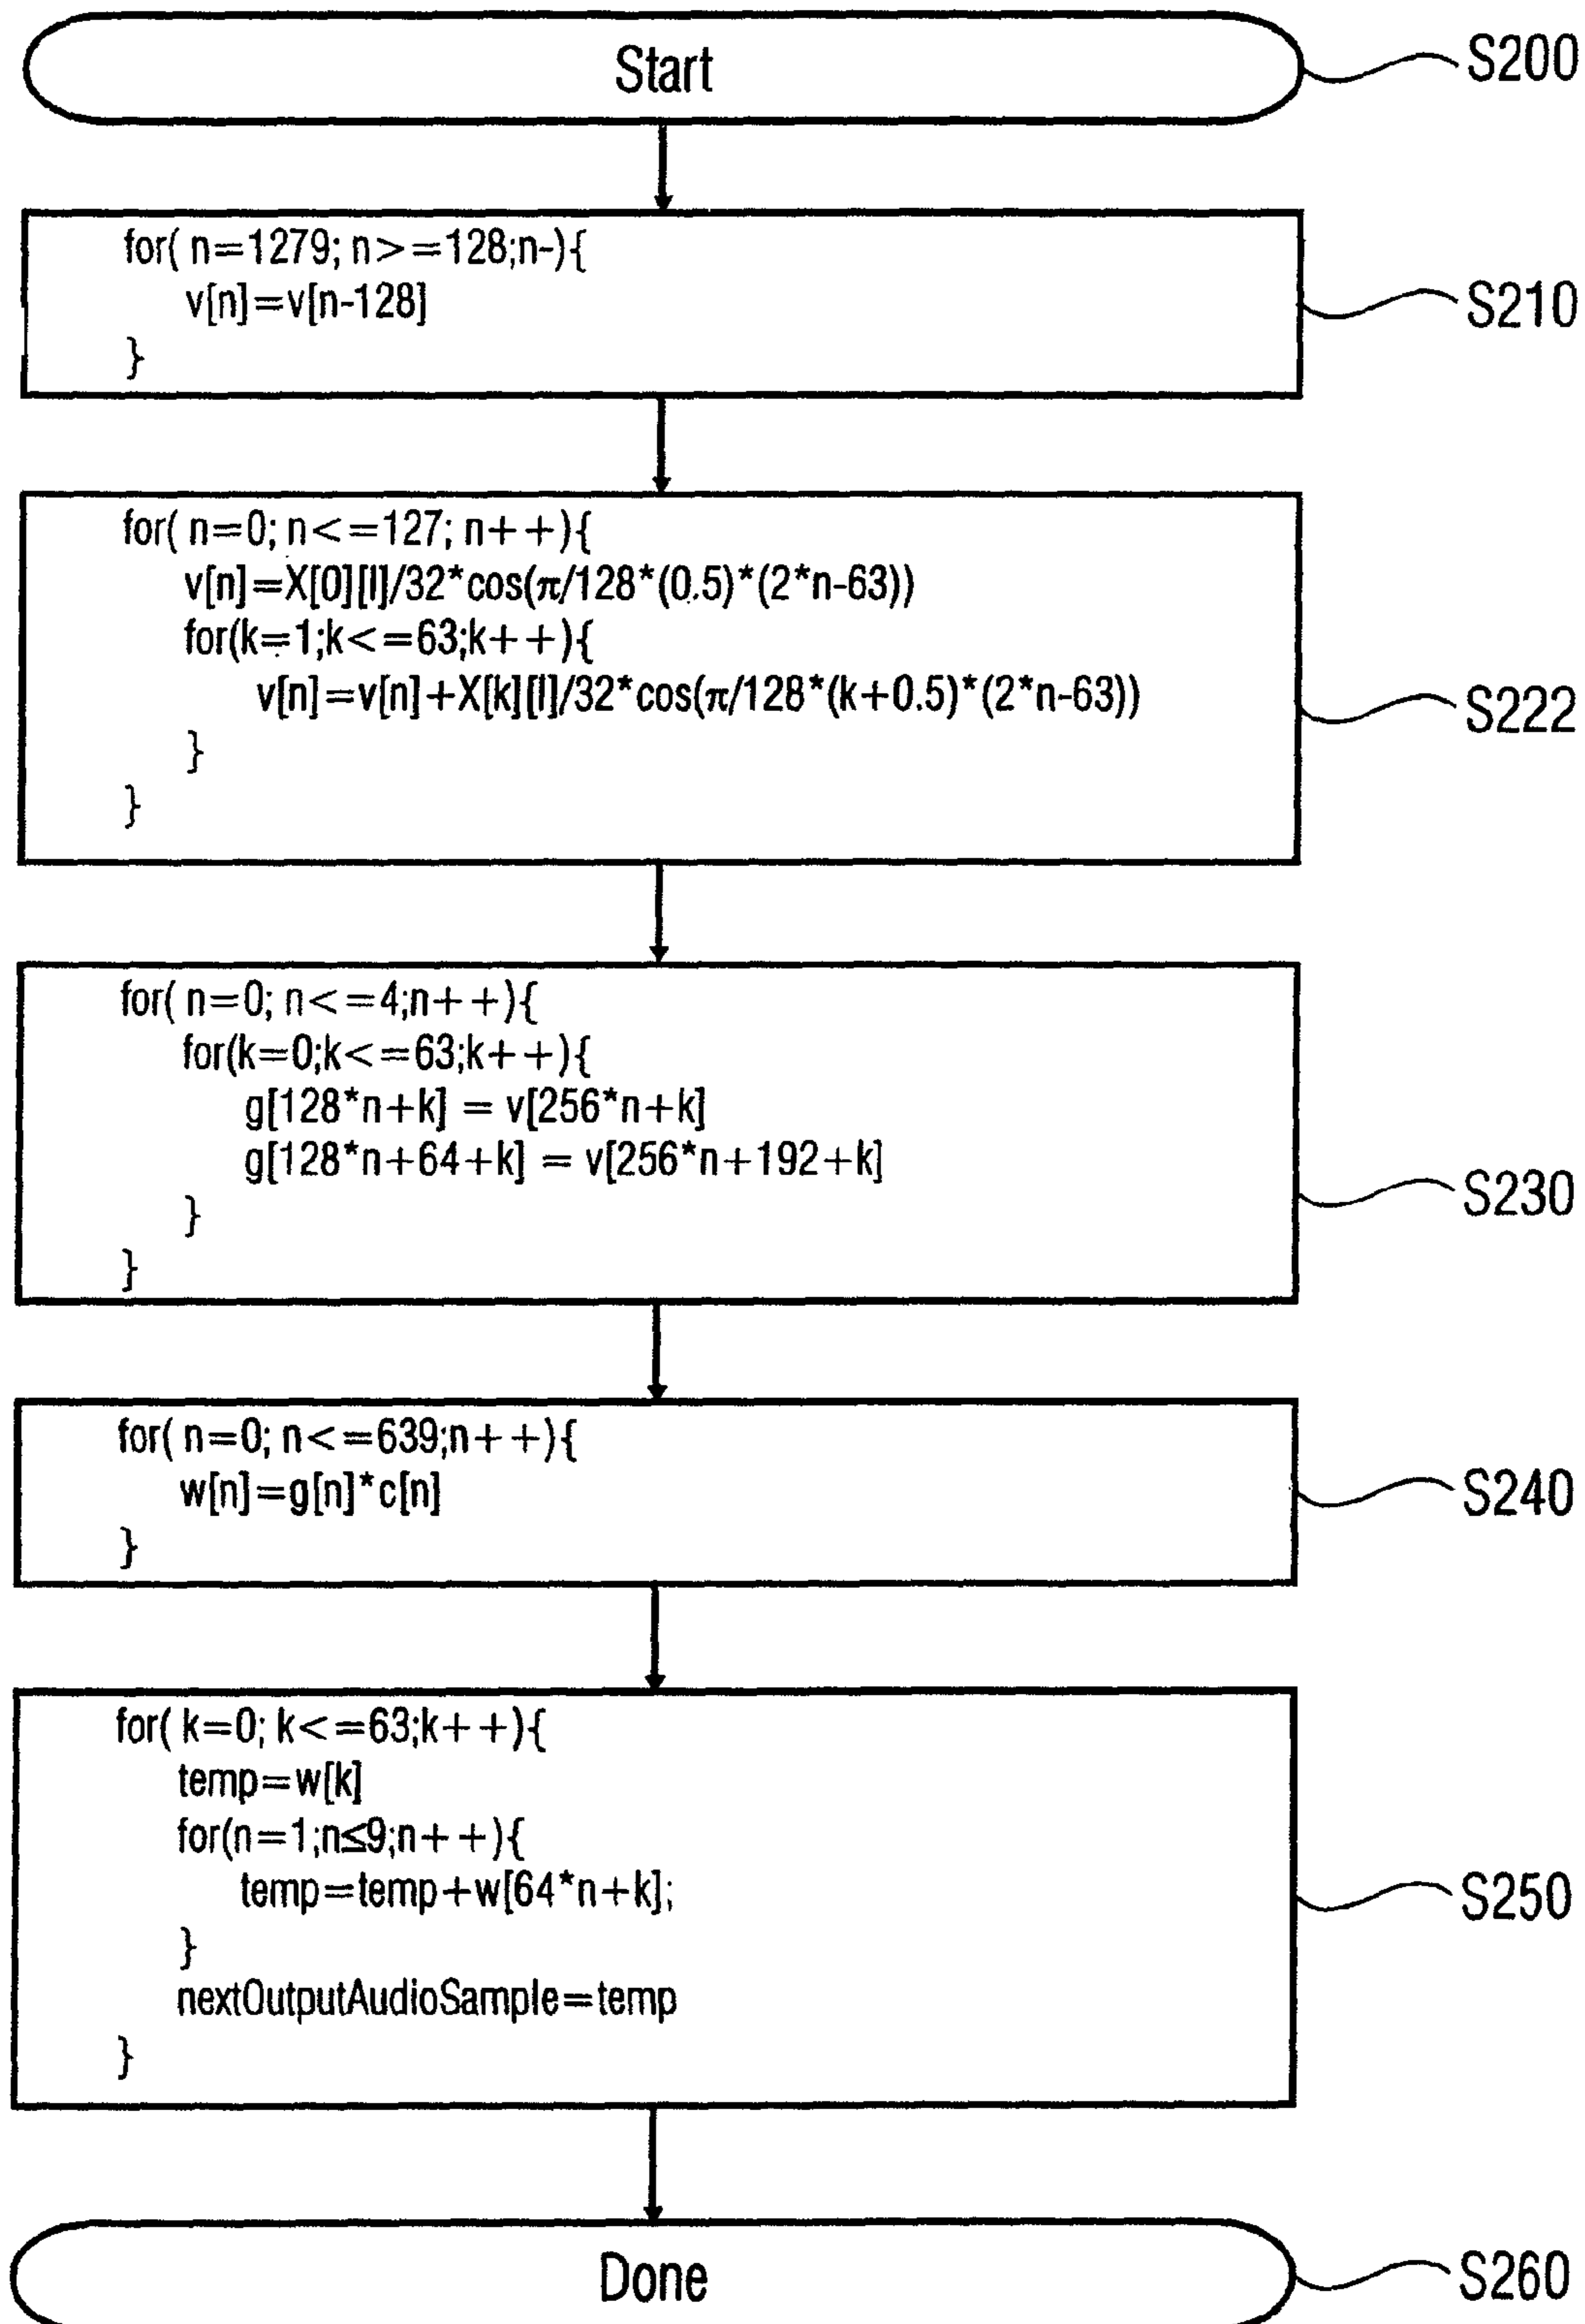 Start
S200
for( n=1279; n>=128;n-){
v[n]=v[n-128]
}
S210
for( n=0; n<=127; n++){
v[n]=X[0][l]/32*cos(π/128*(0.5)*(2*n-63))
for(k=1;k<=63;k++){
v[n]=v[n]+X[k][l]/32*cos(π/128*(k+0.5)*(2*n-63))
}
}
S222
for( n=0; n<=4;n++){
for(k=0;k<=63;k++){
g[128*n+k] = v[256*n+k]
g[128*n+64+k] = v[256*n+192+k]
}
}
S230
for( n=0; n<=639;n++){
w[n]=g[n]*c[n]
}
S240
for( k=0; k<=63;k++){
temp=w[k]
for(n=1;n≤9;n++){
temp=temp+w[64*n+k];
}
nextOutputAudioSample=temp
}
S250
Done
S260